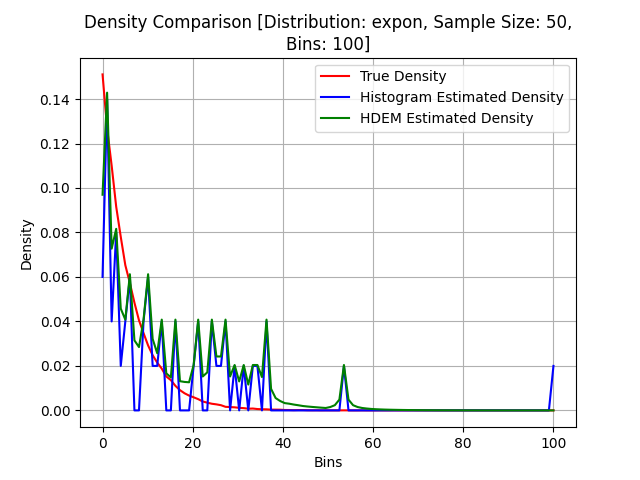 Density Comparison [Distribution: expon, Sample Size: 50,
Bins: 100]
True Density
Histogram Estimated Density
HDEM Estimated Density
Density
0.14
0.12
0.10
0.08
0.06
0.04
0.02
0.00
0 20 40 60 80 100
Bins